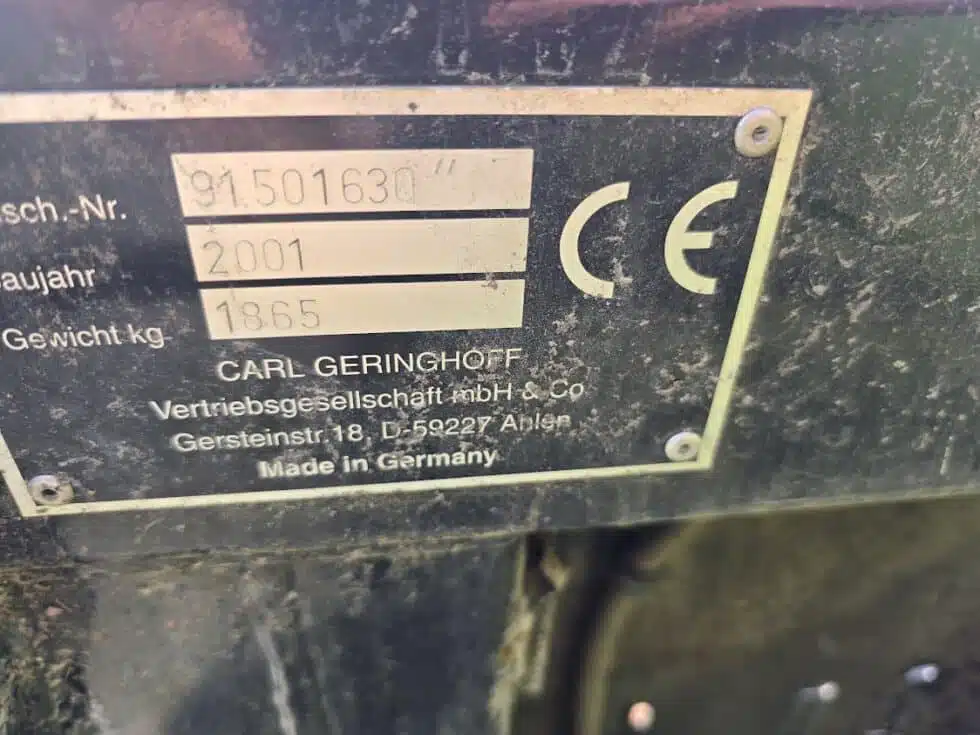 sch.-Nr. 91501630"
aujahr 2001
Gewicht kg 1865
CE
CARL GERINGHOFF
Vertriebsgesellschaft mbH & Co
Gersteinstr. 18, D-59227 Ahlen
Made in Germany